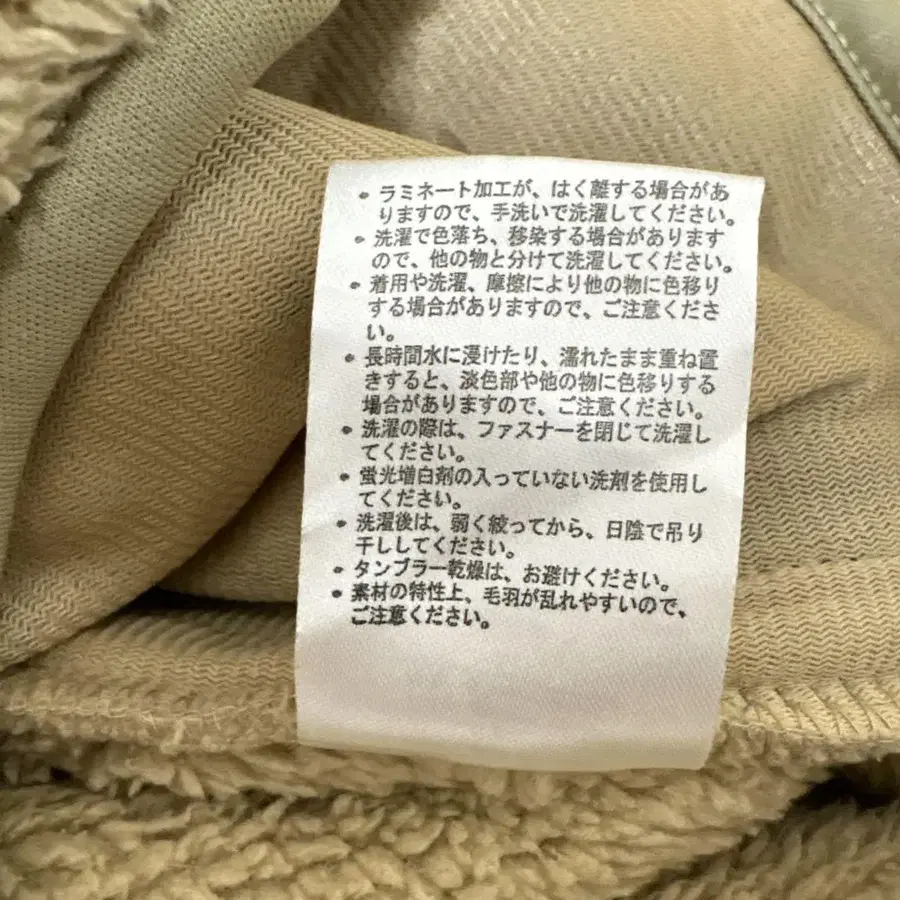 ・ラミネート加工が、はく離する場合があ
りますので、手洗いで洗濯してください。
・洗濯で色落ち、移染する場合があります
ので、他の物と分けて洗濯してください。
・着用や洗濯、摩擦により他の物に色移り
する場合がありますので、ご注意くださ
い。
・長時間水に浸けたり、濡れたまま重ね置
きすると、淡色部や他の物に色移りする
場合がありますので、ご注意ください。
・洗濯の際は、ファスナーを閉じて洗濯し
てください。
・蛍光増白剤の入っていない洗剤を使用し
てください。
・洗濯後は、弱く絞ってから、日陰で吊り
干ししてください。
・タンブラー乾燥は、お避けください。
・素材の特性上、毛羽が乱れやすいので、
ご注意ください。